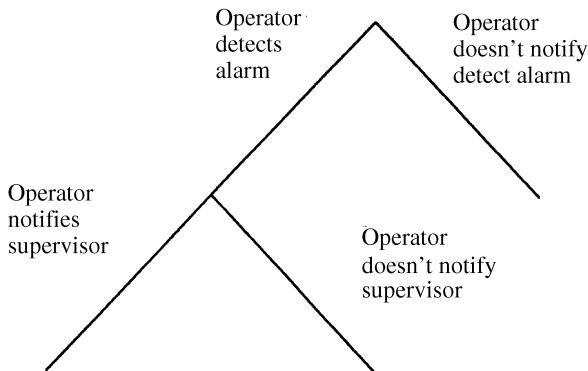 Operator
detects
alarm
Operator
doesn't notify
detect alarm
Operator
notifies
supervisor
Operator
doesn't notify
supervisor